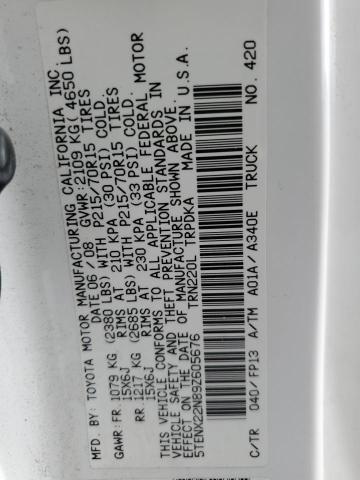 MFD. BY: TOYOTA MOTOR MANUFACTURING CALIFORNIA INC.
DATE 06/08 GVWR: 2109 KG( 4650 LBS)
GAWR: FR 1079 KG (2380 LBS) WITH P215/70R15 TIRES
15X6J RIMS AT 210 KPA (30 PSI) COLD.
RR 1217 KG (2685 LBS) WITH P215/70R15 TIRES
15X6J RIMS AT 230 KPA (33 PSI) COLD.
THIS VEHICLE CONFORMS TO ALL APPLICABLE FEDERAL MOTOR
VEHICLE SAFETY AND THEFT PREVENTION STANDARDS IN
EFFECT ON THE DATE OF MANUFACTURE SHOWN ABOVE.
5TENX22N89Z605676 TRN220L TRPDKA MADE IN U.S.A.
C/TR 040/FP13 A/TM A01A/A340E TRUCK NO. 420